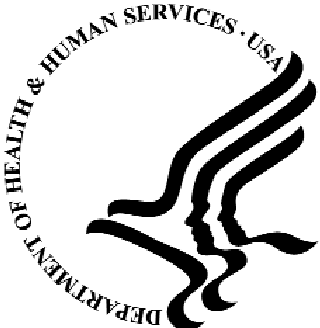 DEPARTMENT OF HEALTH & HUMAN SERVICES · USA